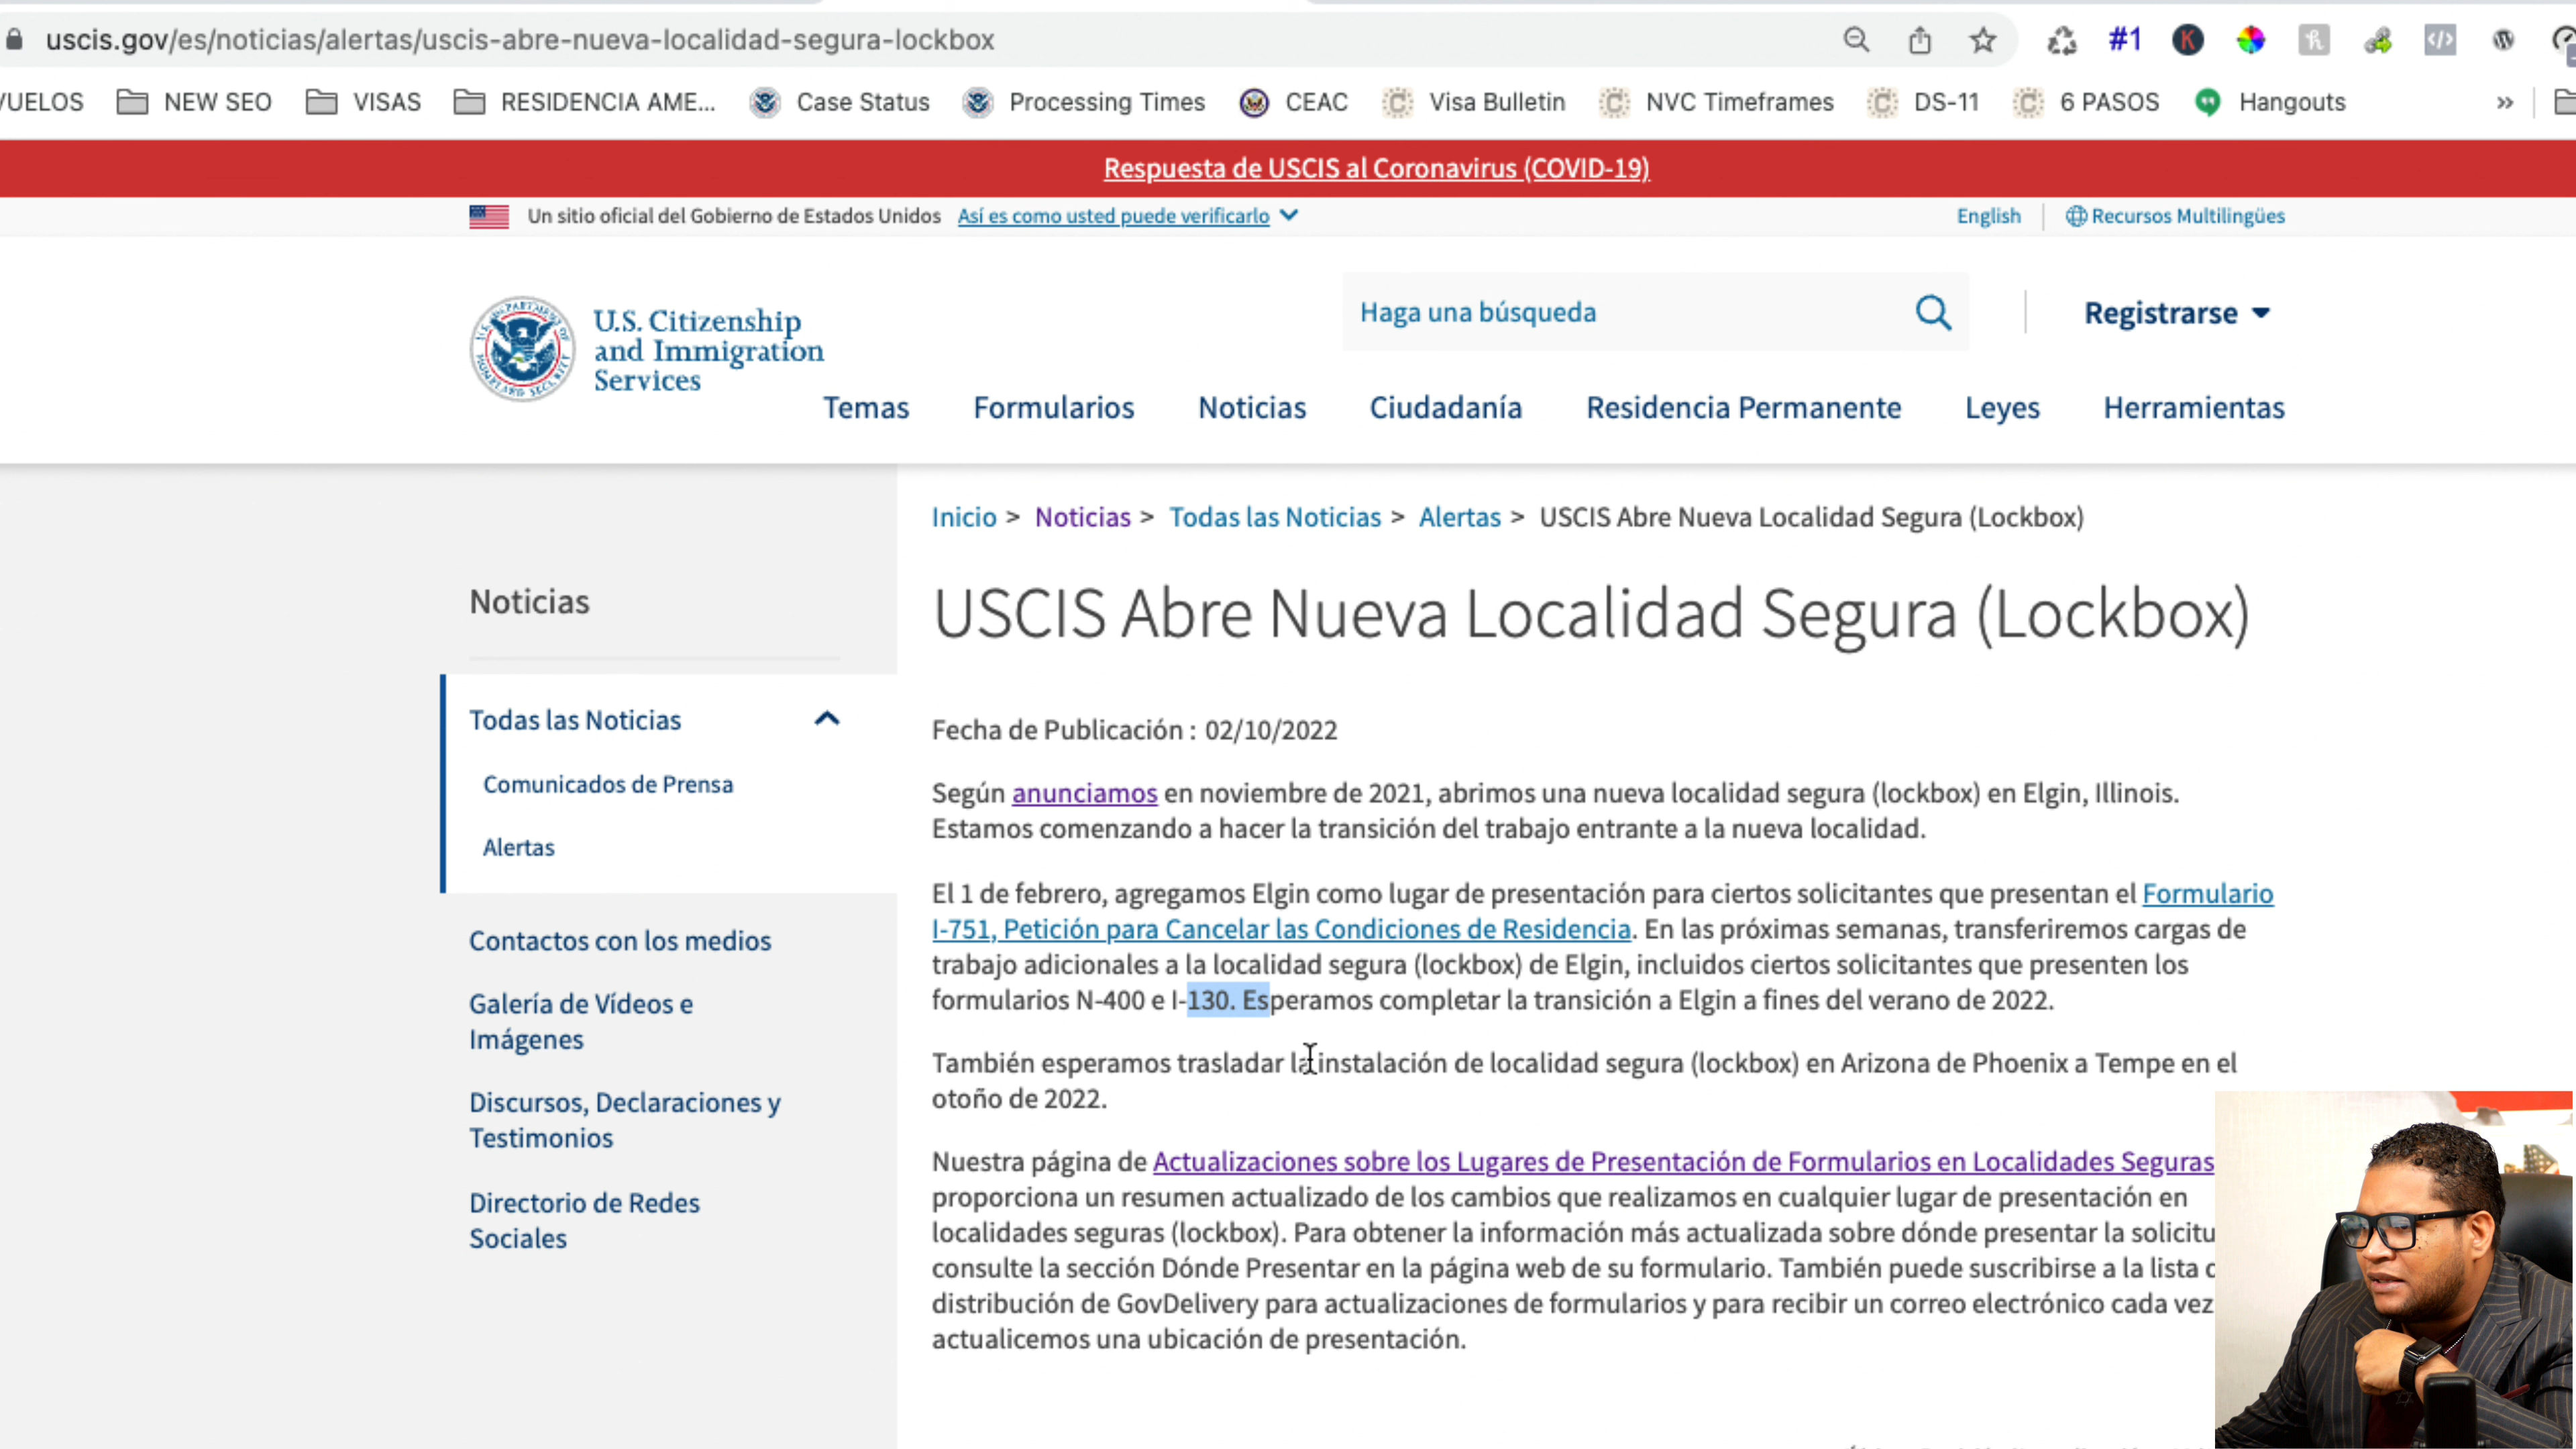 uscis.gov/es/noticias/alertas/uscis-abre-nueva-localidad-segura-lockbox
#1
VUELOS NEW SEO VISAS RESIDENCIA AME... Case Status Processing Times CEAC Visa Bulletin NVC Timeframes DS-11 6 PASOS Hangouts »
Respuesta de USCIS al Coronavirus (COVID-19)
Un sitio oficial del Gobierno de Estados Unidos Así es como usted puede verificarlo
English Recursos Multilingües
U.S. Citizenship
and Immigration
Services
Haga una búsqueda
Registrarse
Temas Formularios Noticias Ciudadanía Residencia Permanente Leyes Herramientas
Inicio > Noticias > Todas las Noticias > Alertas > USCIS Abre Nueva Localidad Segura (Lockbox)
Noticias
Todas las Noticias
Comunicados de Prensa
Alertas
Contactos con los medios
Galería de Vídeos e
Imágenes
Discursos, Declaraciones y
Testimonios
Directorio de Redes
Sociales
USCIS Abre Nueva Localidad Segura (Lockbox)
Fecha de Publicación : 02/10/2022
Según anunciamos en noviembre de 2021, abrimos una nueva localidad segura (lockbox) en Elgin, Illinois.
Estamos comenzando a hacer la transición del trabajo entrante a la nueva localidad.
El 1 de febrero, agregamos Elgin como lugar de presentación para ciertos solicitantes que presentan el Formulario
I-751, Petición para Cancelar las Condiciones de Residencia. En las próximas semanas, transferiremos cargas de
trabajo adicionales a la localidad segura (lockbox) de Elgin, incluidos ciertos solicitantes que presenten los
formularios N-400 e I-130. Esperamos completar la transición a Elgin a fines del verano de 2022.
También esperamos trasladar la instalación de localidad segura (lockbox) en Arizona de Phoenix a Tempe en el
otoño de 2022.
Nuestra página de Actualizaciones sobre los Lugares de Presentación de Formularios en Localidades Seguras
proporciona un resumen actualizado de los cambios que realizamos en cualquier lugar de presentación en
localidades seguras (lockbox). Para obtener la información más actualizada sobre dónde presentar la solicitu
consulte la sección Dónde Presentar en la página web de su formulario. También puede suscribirse a la lista
distribución de GovDelivery para actualizaciones de formularios y para recibir un correo electrónico cada vez
actualicemos una ubicación de presentación.